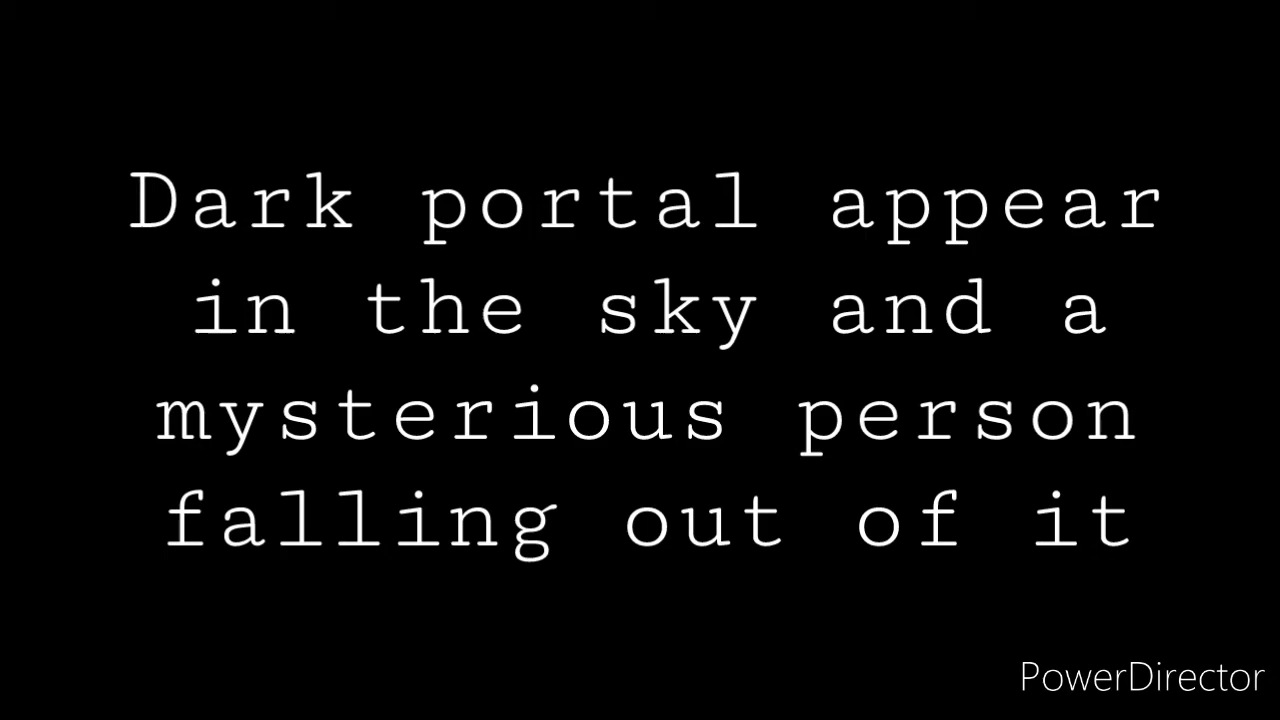 Dark portal appear
in the sky and a
mysterious person
falling out of it
PowerDirector